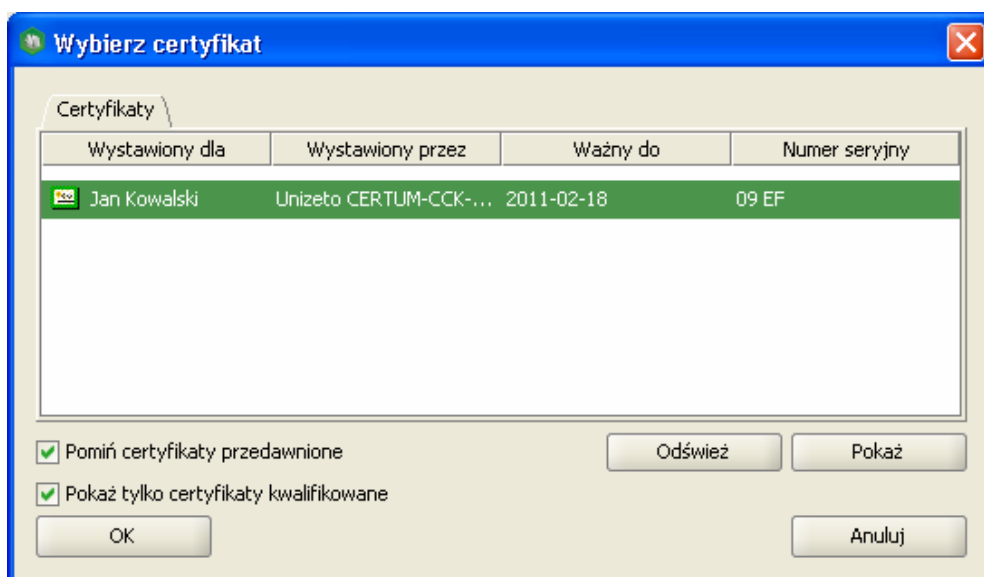 Wybierz certyfikat
Certyfikaty
Wystawiony dla Wystawiony przez Ważny do Numer seryjny
Jan Kowalski Unizeto CERTUM-CCK-... 2011-02-18 09 EF
Pomiń certyfikaty przedawnione Odśwież Pokaż
Pokaż tylko certyfikaty kwalifikowane
OK Anuluj